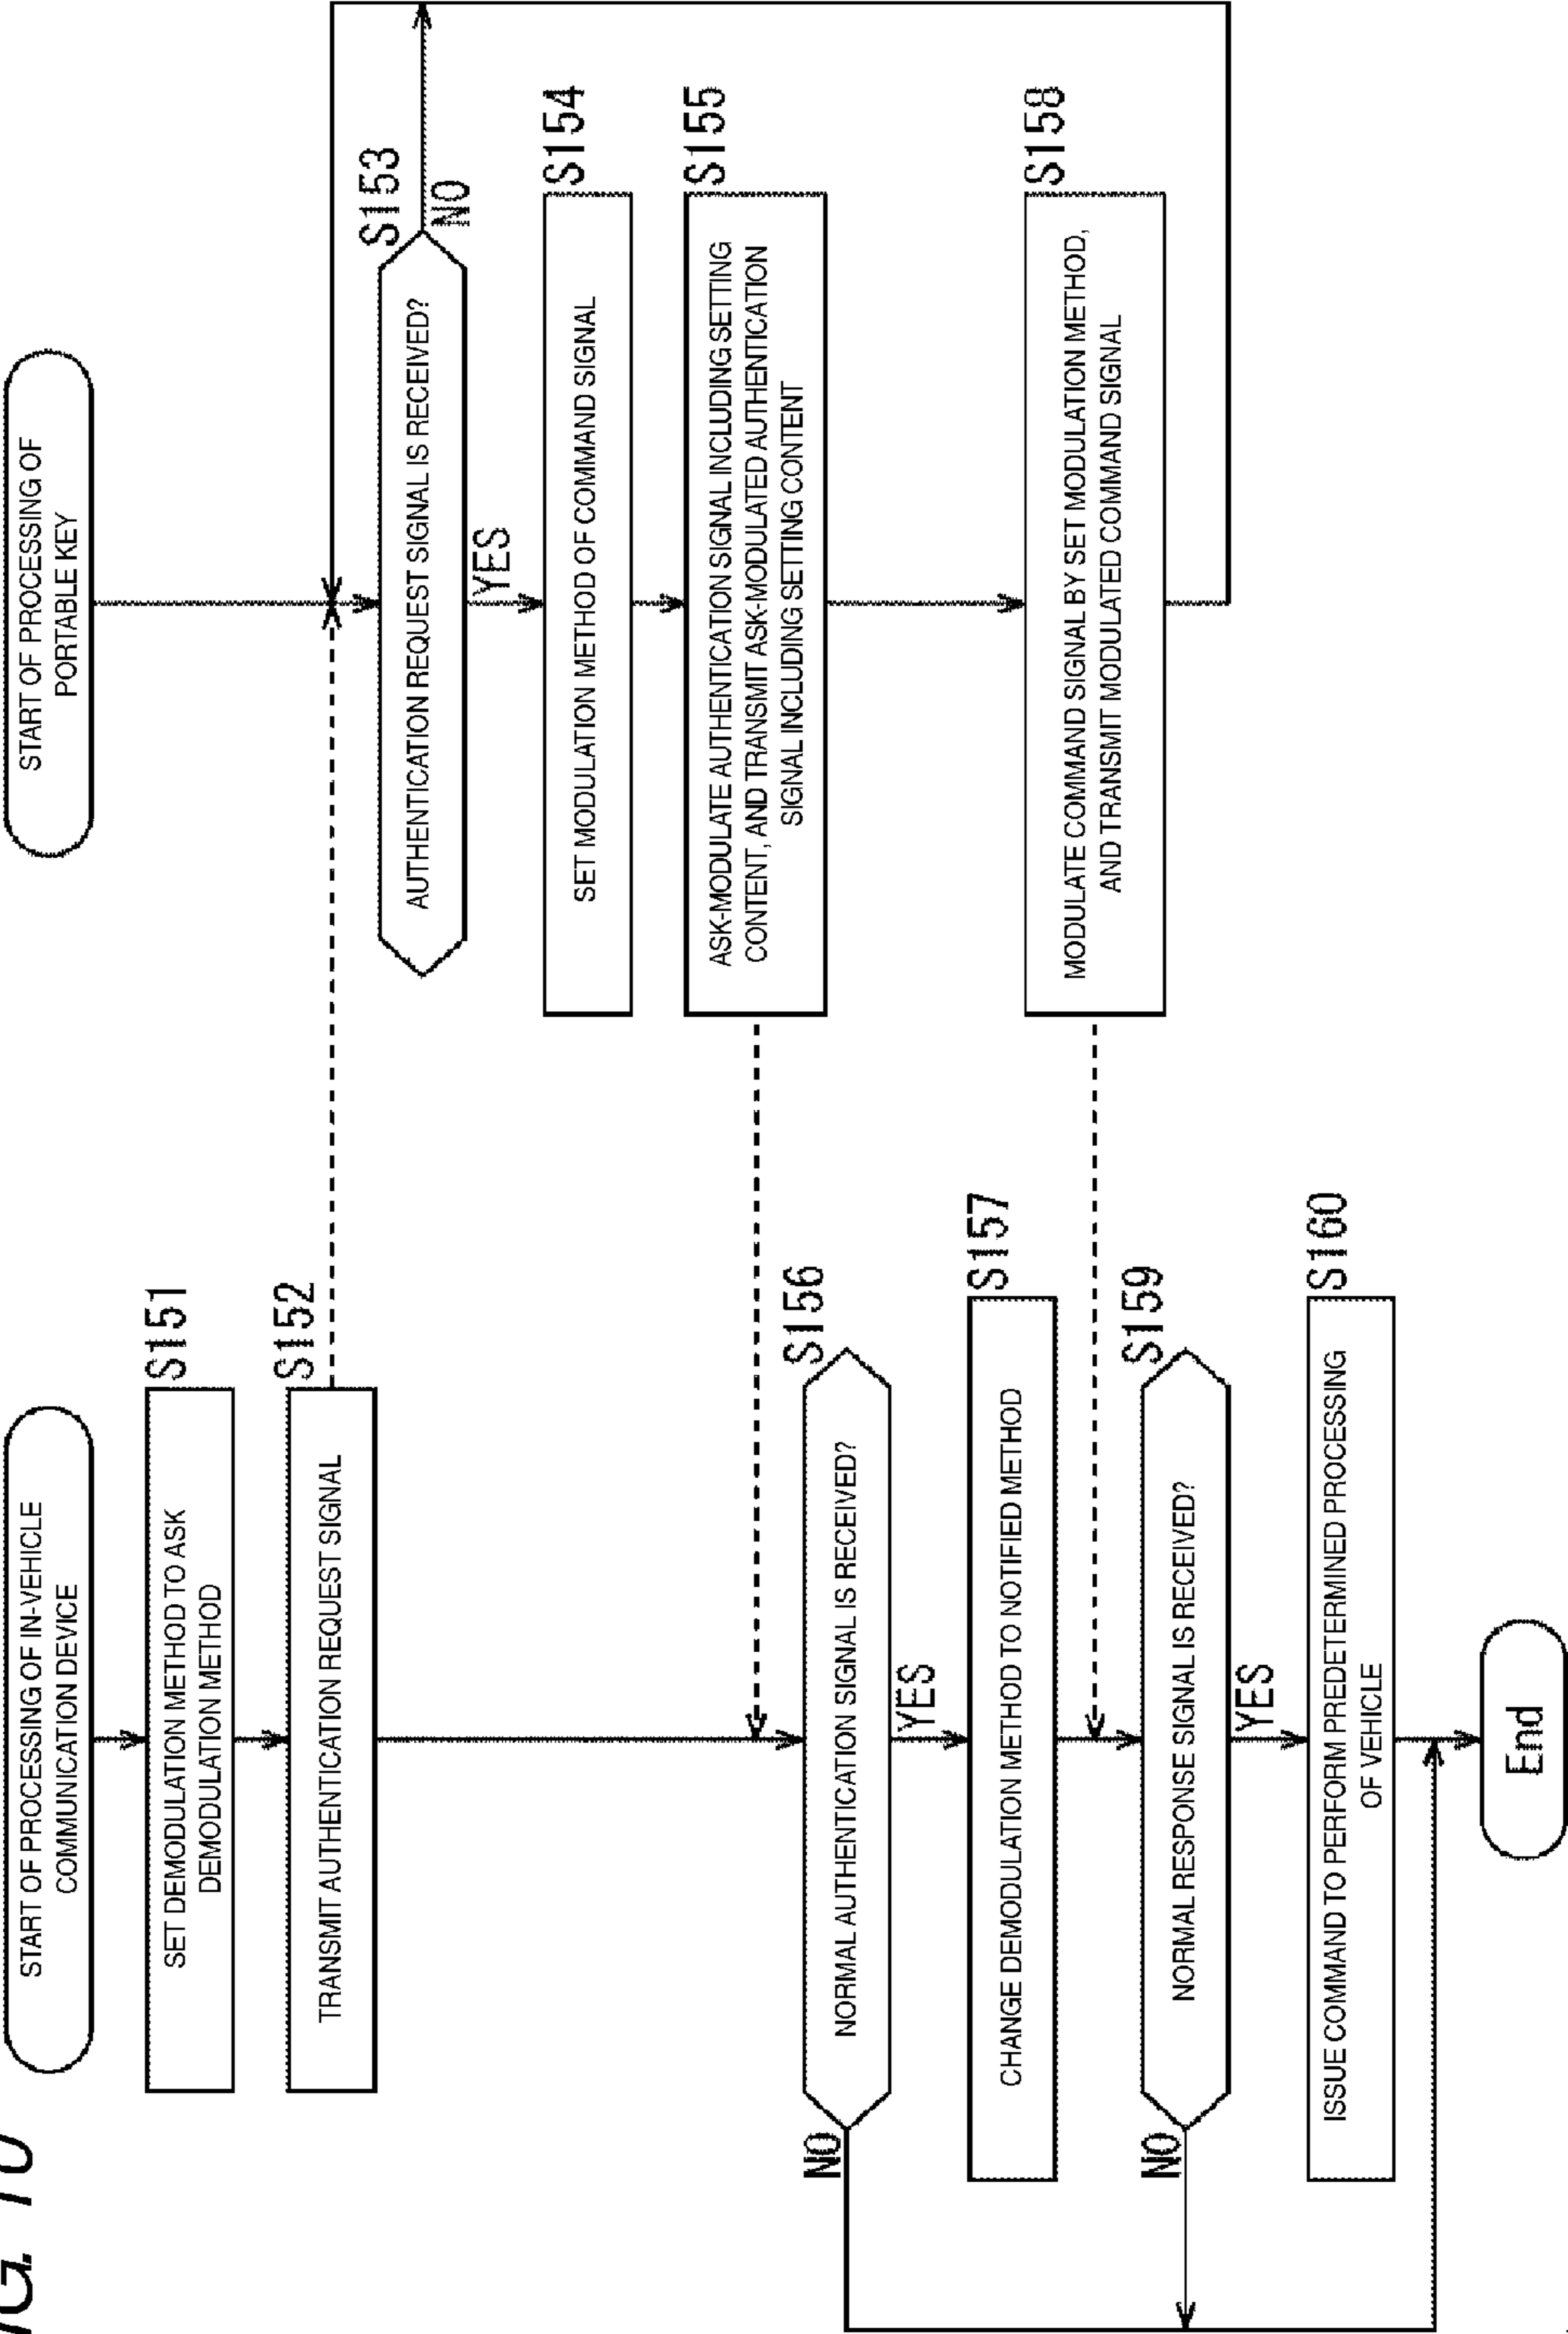 START OF PROCESSING OF IN-VEHICLE
COMMUNICATION DEVICE
S151
SET DEMODULATION METHOD TO ASK
DEMODULATION METHOD
S152
TRANSMIT AUTHENTICATION REQUEST SIGNAL
S156
NORMAL AUTHENTICATION SIGNAL IS RECEIVED?
NO
YES
S157
CHANGE DEMODULATION METHOD TO NOTIFIED METHOD
S159
NORMAL RESPONSE SIGNAL IS RECEIVED?
NO
YES
S160
ISSUE COMMAND TO PERFORM PREDETERMINED PROCESSING
OF VEHICLE
End
START OF PROCESSING OF
PORTABLE KEY
S153
AUTHENTICATION REQUEST SIGNAL IS RECEIVED?
NO
YES
S154
SET MODULATION METHOD OF COMMAND SIGNAL
S155
ASK-MODULATE AUTHENTICATION SIGNAL INCLUDING SETTING
CONTENT, AND TRANSMIT ASK-MODULATED AUTHENTICATION
SIGNAL INCLUDING SETTING CONTENT
S158
MODULATE COMMAND SIGNAL BY SET MODULATION METHOD,
AND TRANSMIT MODULATED COMMAND SIGNAL